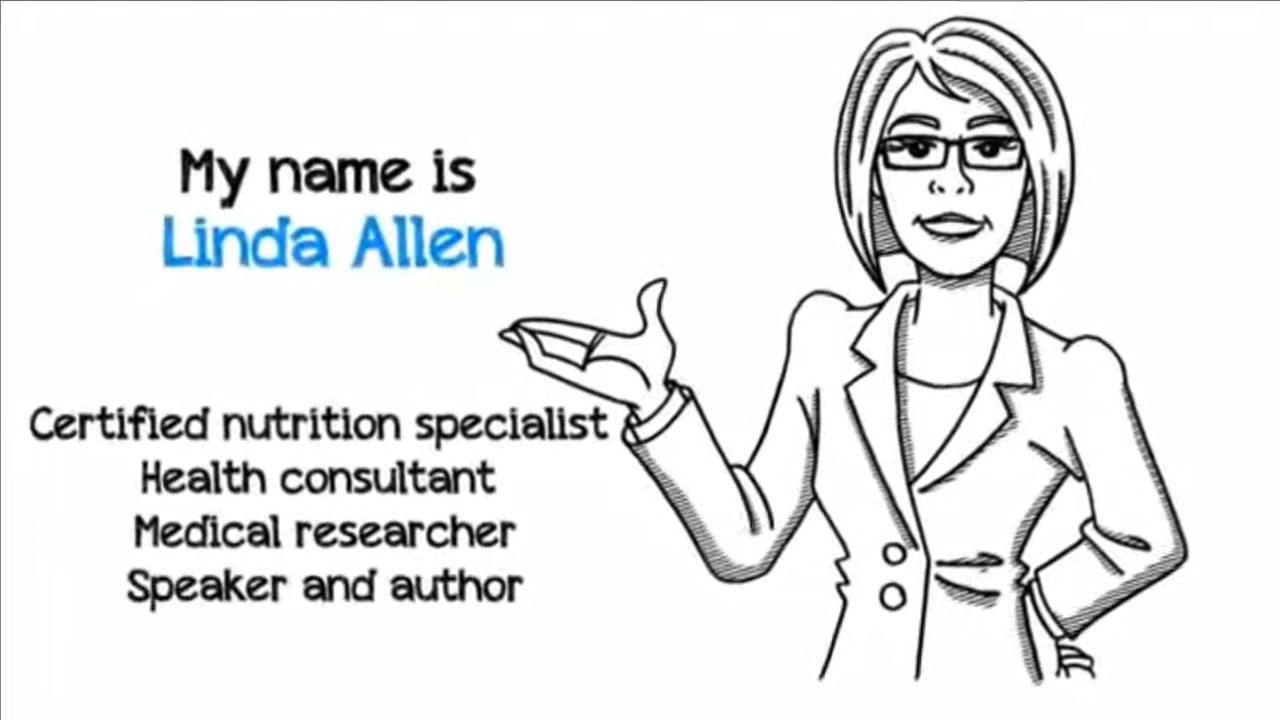 My name is
Linda Allen
Certified nutrition specialist
Health consultant
Medical researcher
Speaker and author